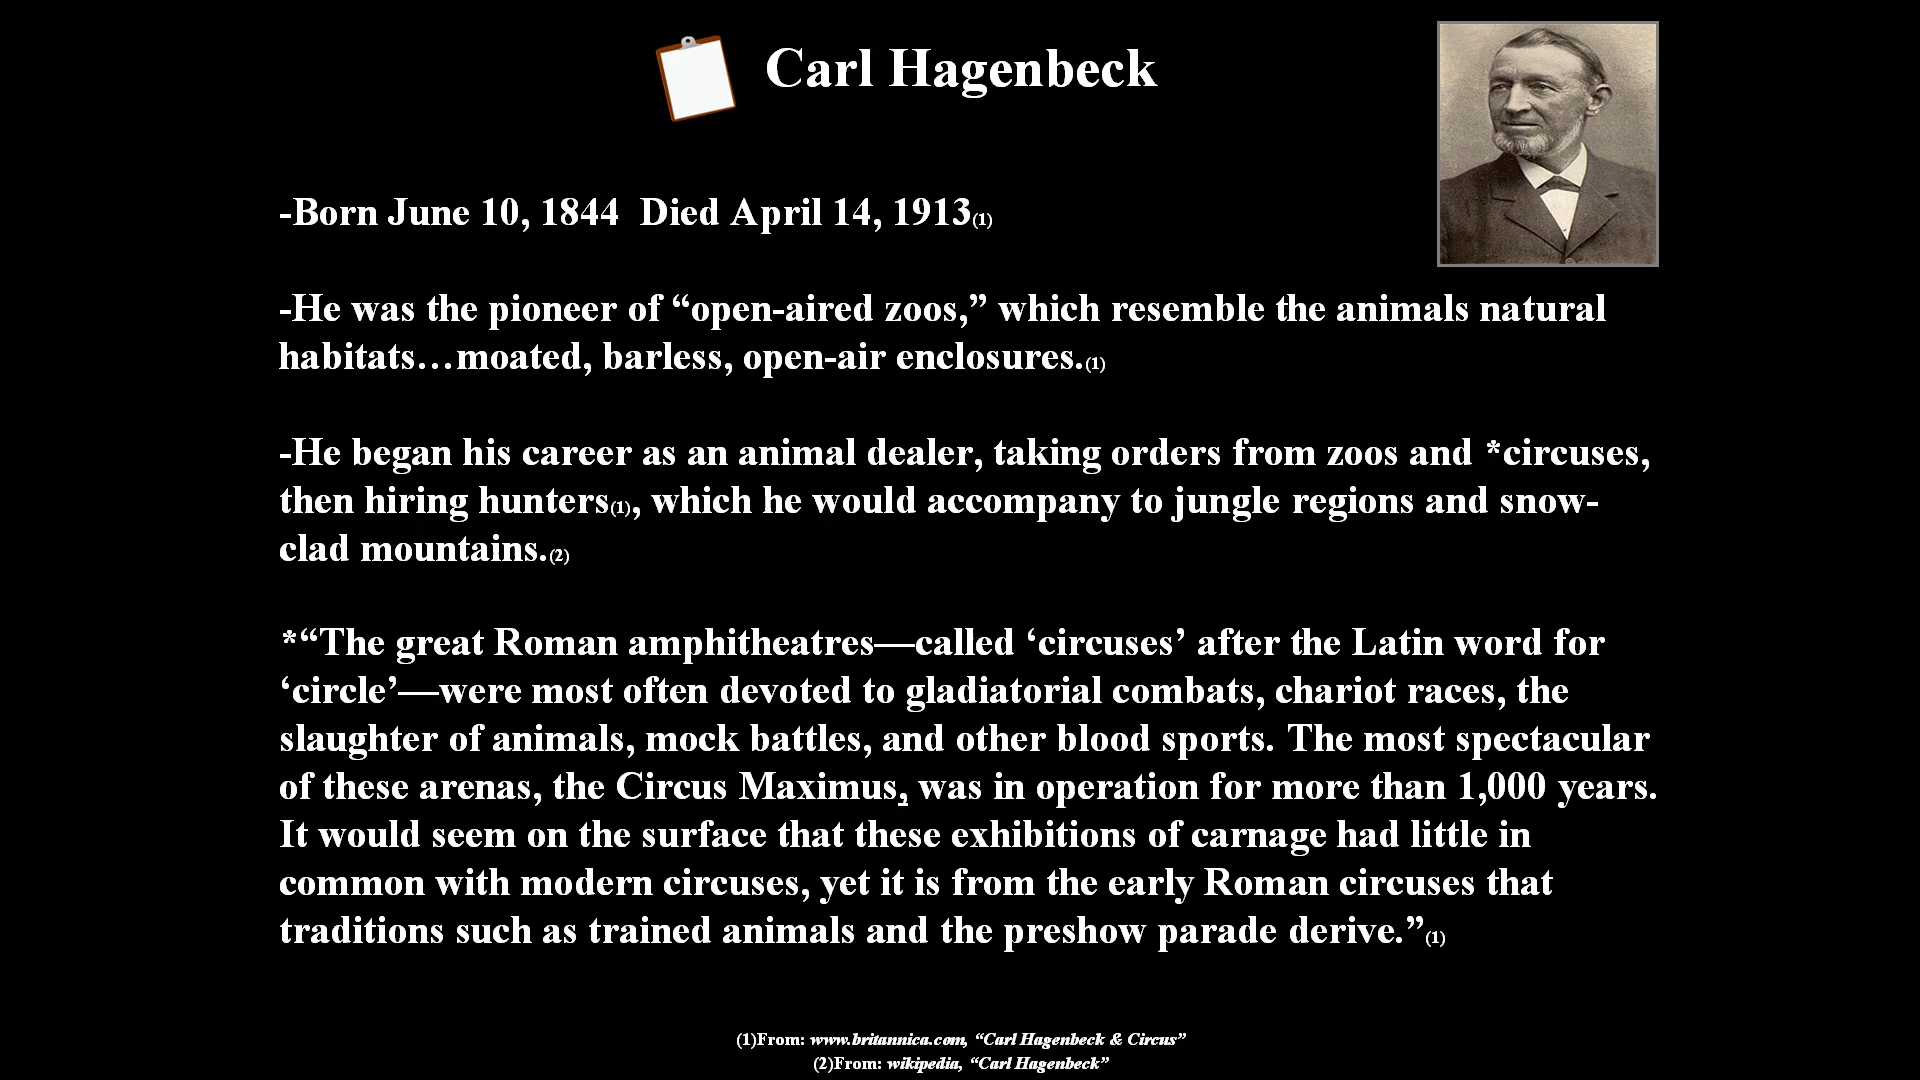 Carl Hagenbeck
-Born June 10, 1844  Died April 14, 1913(1)
-He was the pioneer of “open-aired zoos,” which resemble the animals natural
habitats…moated, barless, open-air enclosures.(1)
-He began his career as an animal dealer, taking orders from zoos and *circuses,
then hiring hunters(1), which he would accompany to jungle regions and snow-
clad mountains.(2)
*“The great Roman amphitheatres—called ‘circuses’ after the Latin word for
‘circle’—were most often devoted to gladiatorial combats, chariot races, the
slaughter of animals, mock battles, and other blood sports. The most spectacular
of these arenas, the Circus Maximus, was in operation for more than 1,000 years.
It would seem on the surface that these exhibitions of carnage had little in
common with modern circuses, yet it is from the early Roman circuses that
traditions such as trained animals and the preshow parade derive.”(1)
(1)From: www.britannica.com, “Carl Hagenbeck & Circus”
(2)From: wikipedia, “Carl Hagenbeck”